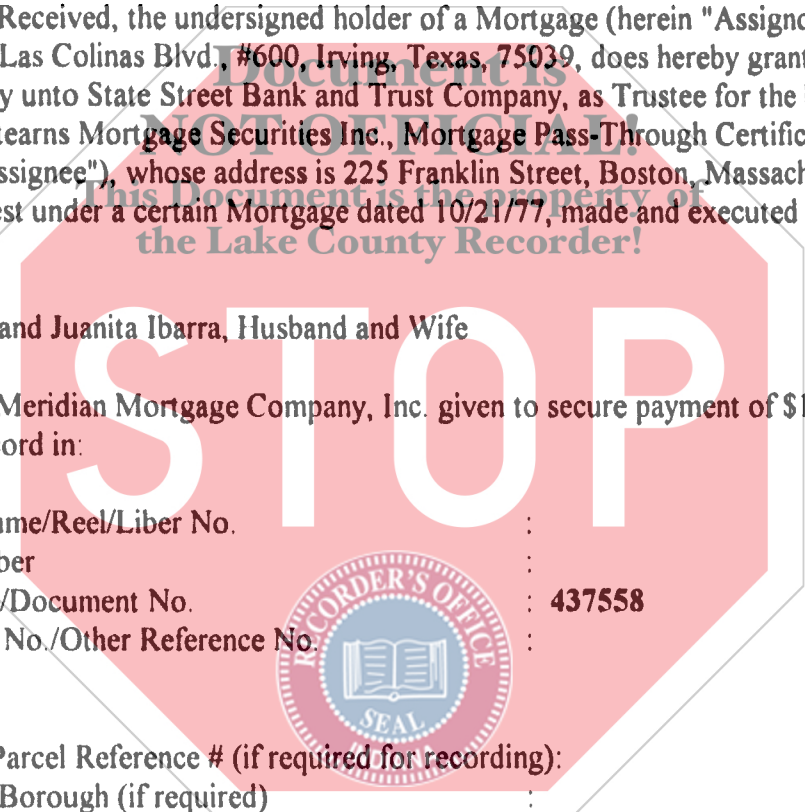 Received, the undersigned holder of a Mortgage (herein "Assigno
Las Colinas Blvd., #600, Irving, Texas, 75039, does hereby grant
Document is
y unto State Street Bank and Trust Company, as Trustee for the
NOT OFFICIAL!
tearns Mortgage Securities Inc., Mortgage Pass-Through Certific
ssignee"), whose address is 225 Franklin Street, Boston, Massach
This Document is the property of
est under a certain Mortgage dated 10/21/77, made and executed
the Lake County Recorder!
and Juanita Ibarra, Husband and Wife
STOP
Meridian Mortgage Company, Inc. given to secure payment of $1
ord in:
ame/Reel/Liber No. :
ber :
/Document No. : 437558
No./Other Reference No. :
RECORDER'S OFFICE
SEAL
INDIANA
Parcel Reference # (if required for recording):
Borough (if required) :